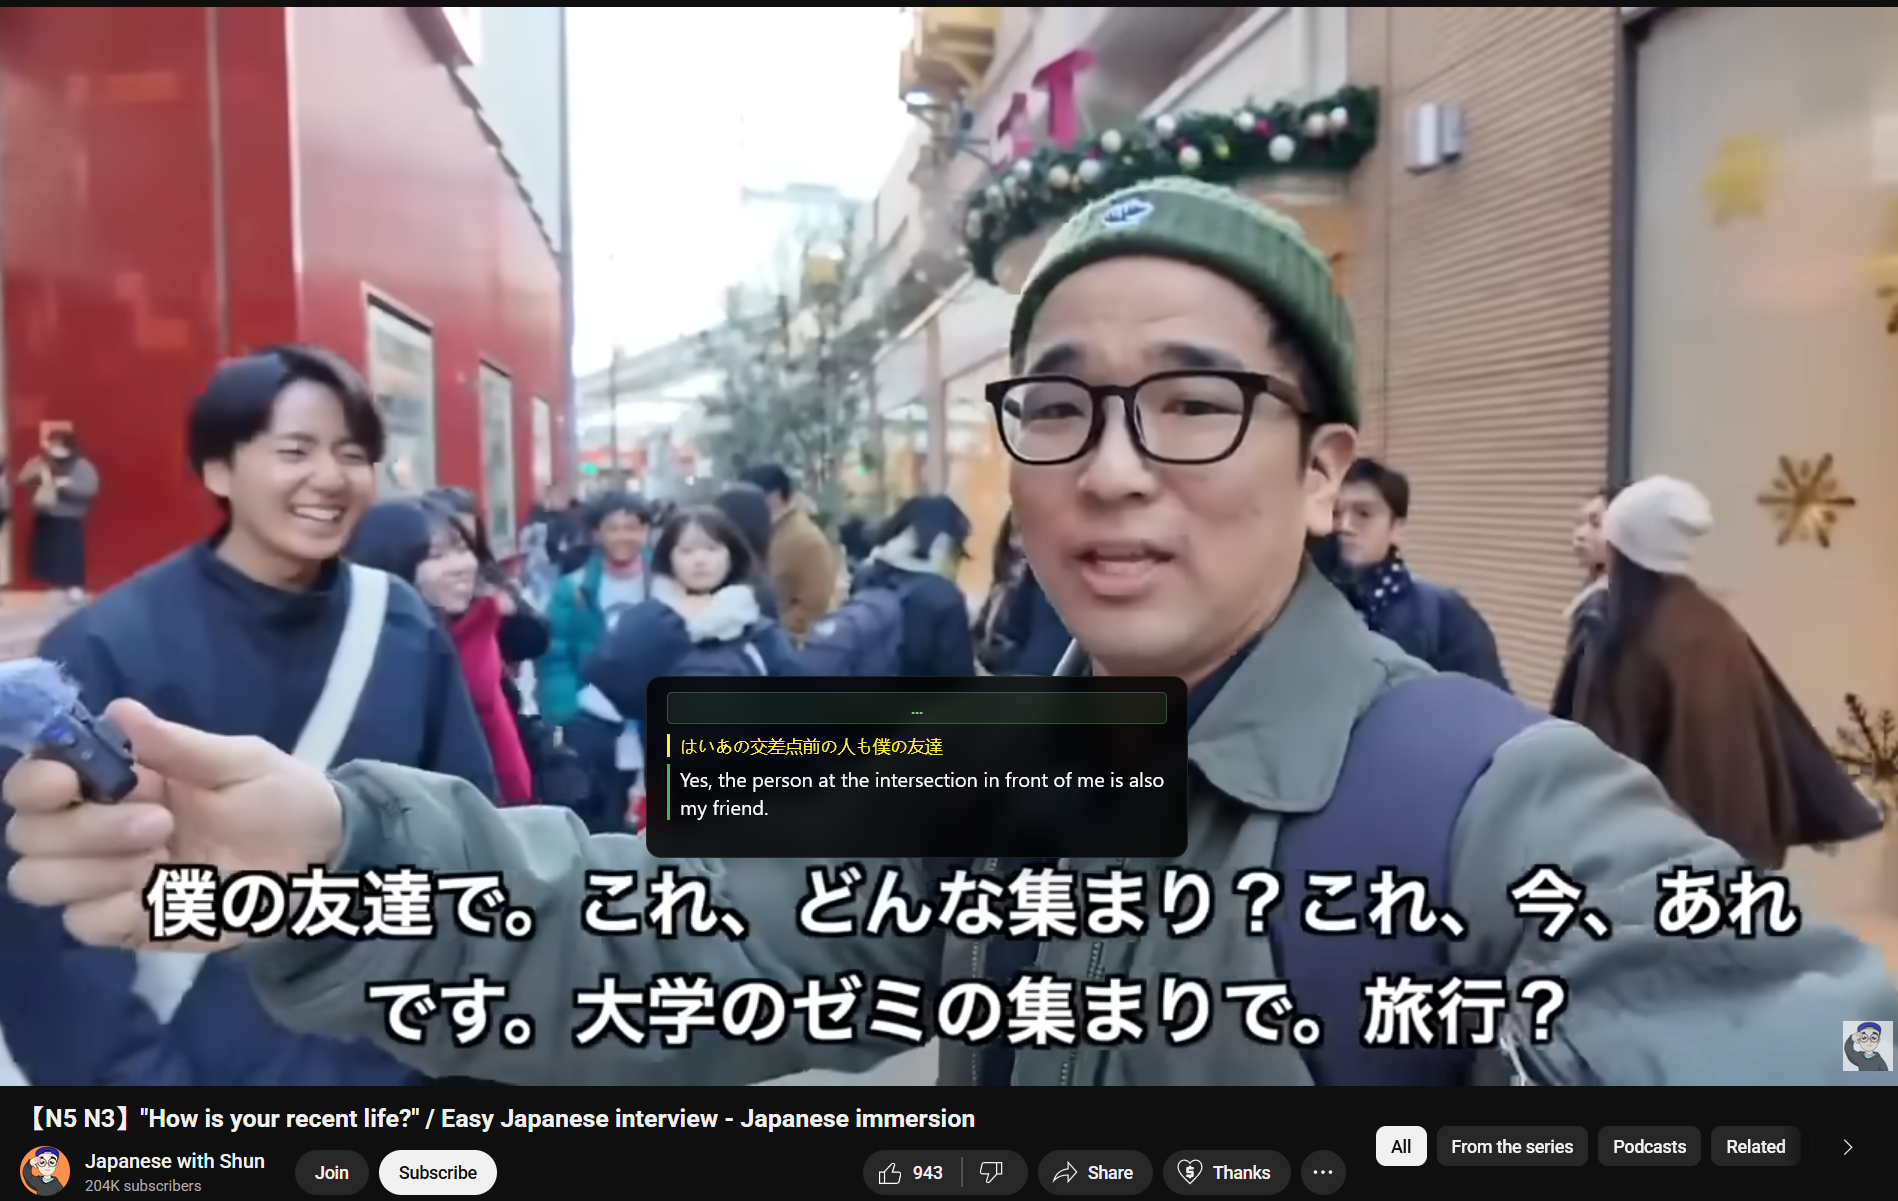 ...
はいあの交差点前の人も僕の友達
Yes, the person at the intersection in front of me is also
my friend.
僕の友達で。これ、どんな集まり？これ、今、あれ
です。大学のゼミの集まりで。旅行？
【N5 N3】"How is your recent life?" / Easy Japanese interview - Japanese immersion
Japanese with Shun
204K subscribers
Join
Subscribe
943
Share
Thanks
...
All
From the series
Podcasts
Related